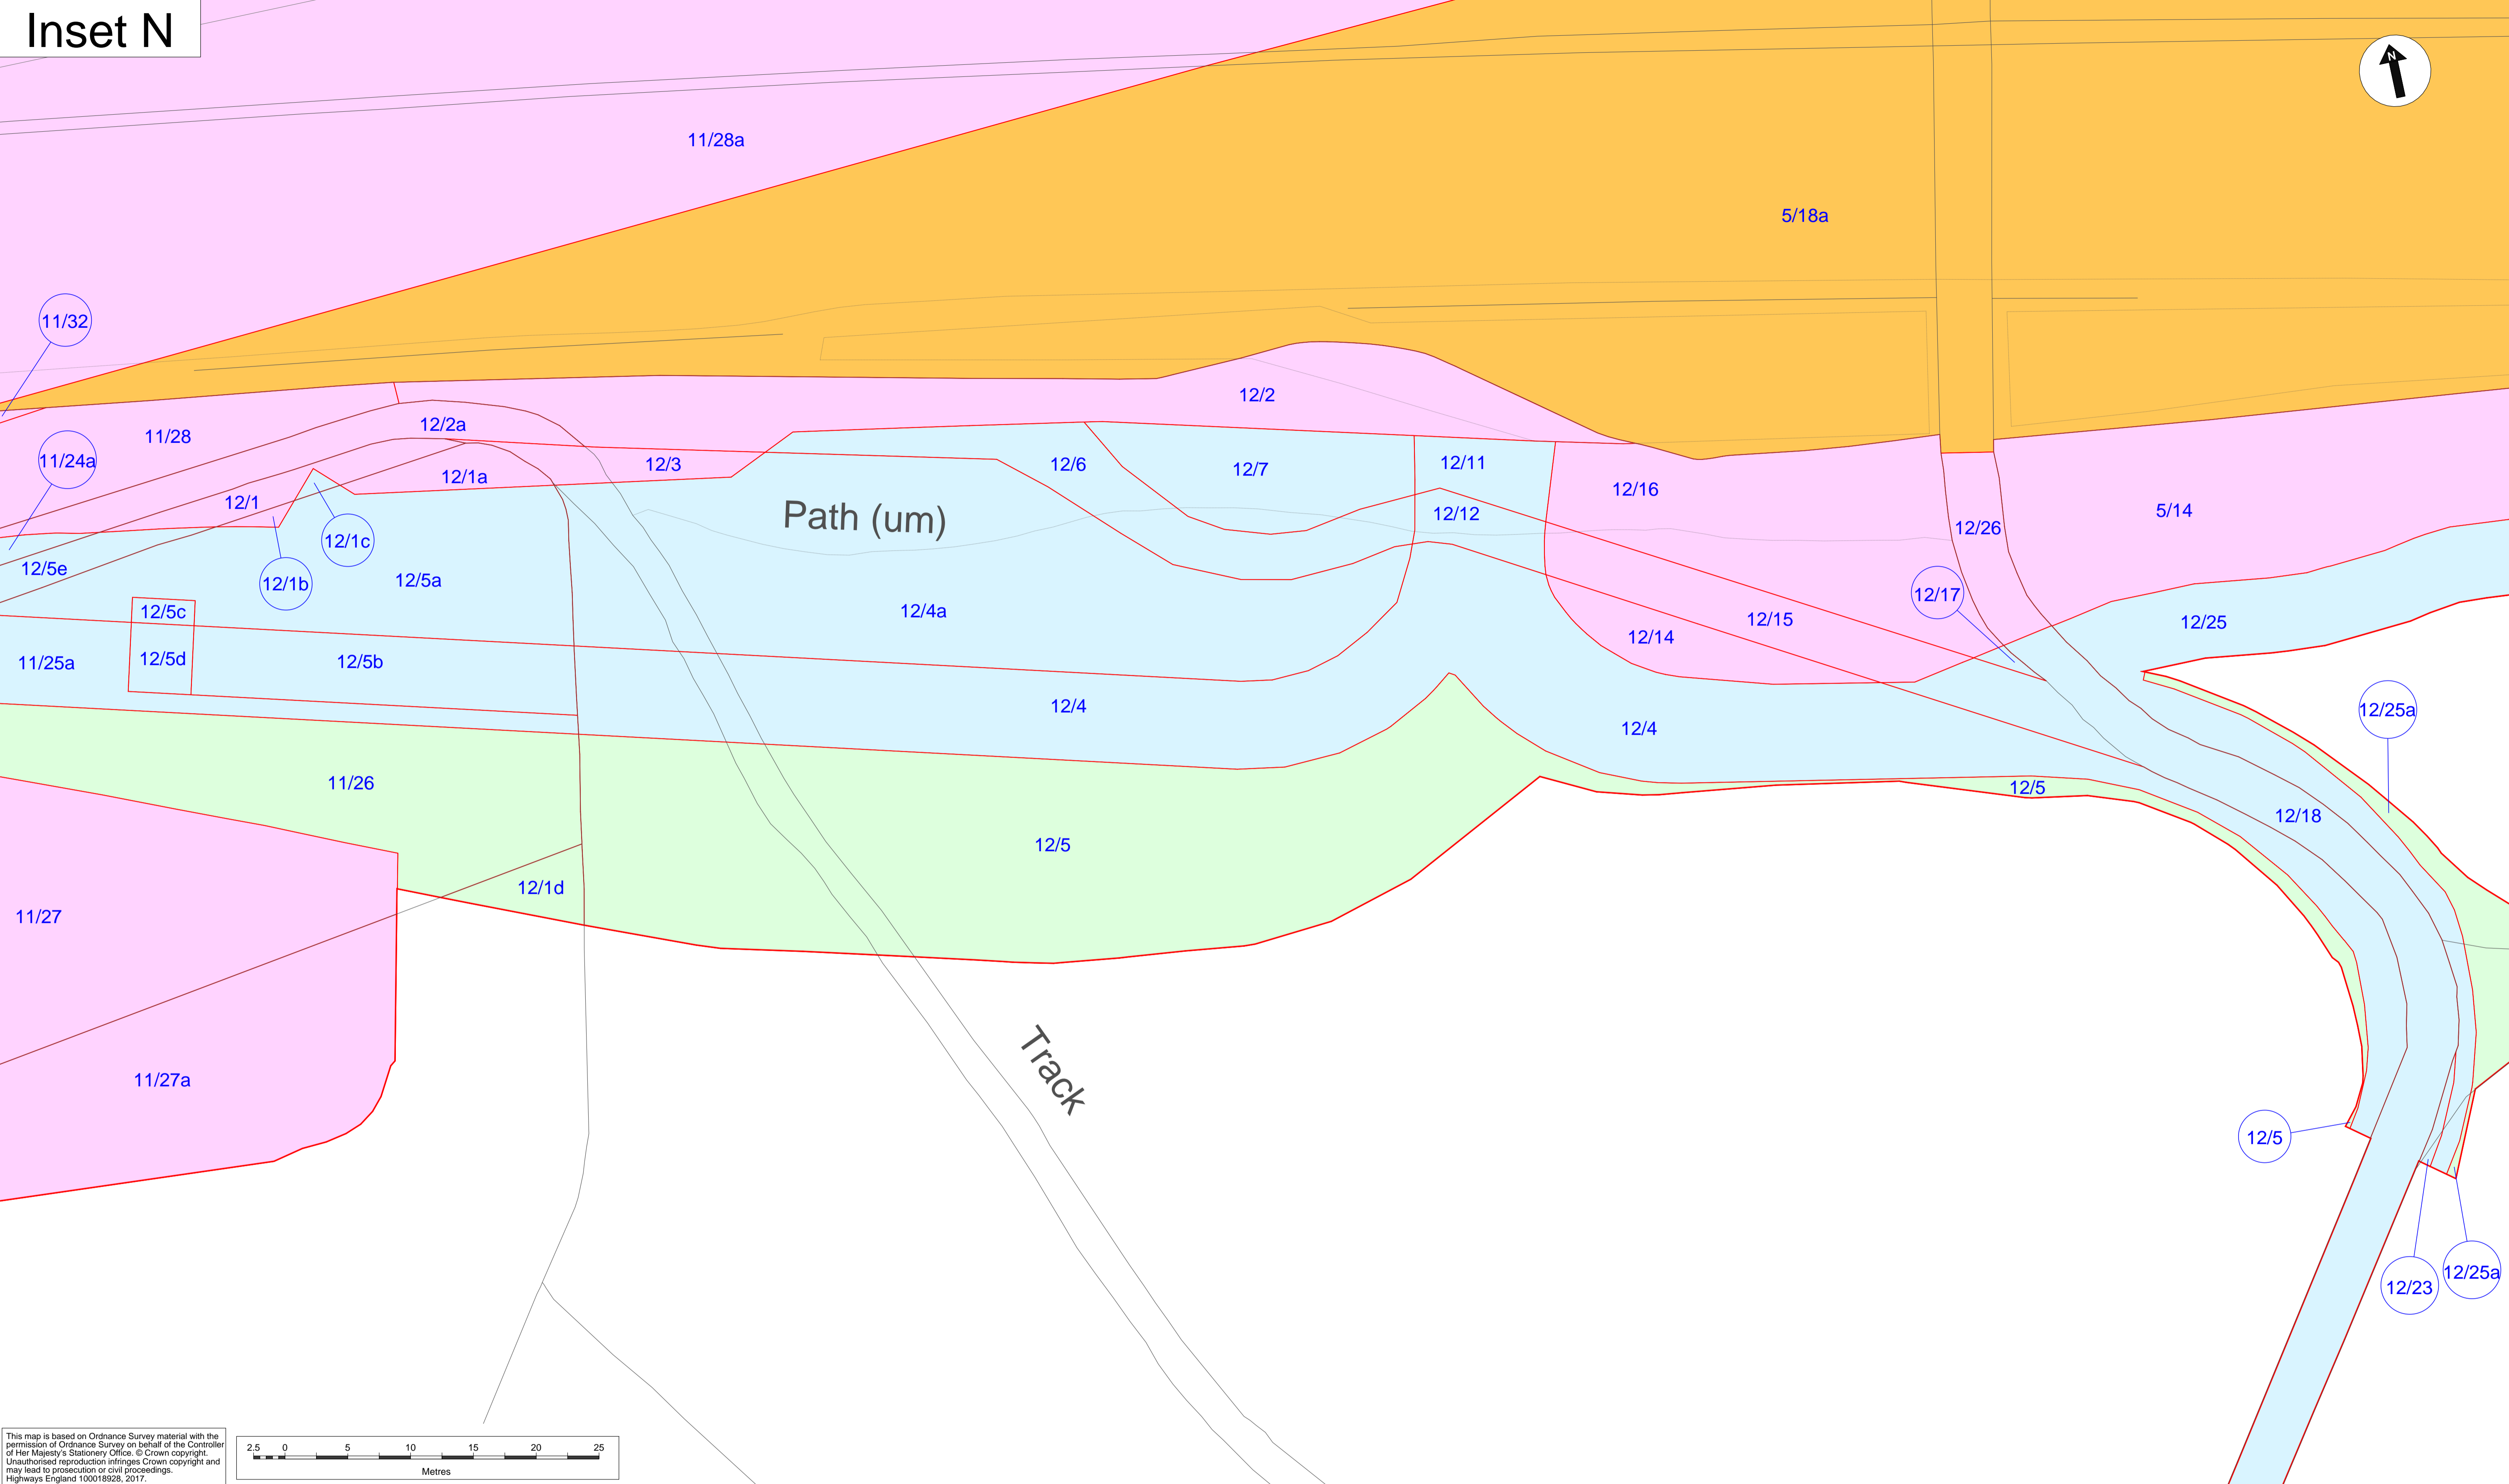 Inset N
N
11/28a
5/18a
11/32
12/2
11/28
12/2a
11/24a
12/3
12/6
12/7
12/11
12/1a
12/16
12/1
5/14
Path (um)
12/12
12/26
12/1c
12/5e
12/1b
12/5a
12/17
12/5c
12/4a
12/15
12/25
12/14
11/25a
12/5d
12/5b
12/4
12/25a
12/4
11/26
12/5
12/18
12/5
12/1d
11/27
Track
11/27a
12/5
12/23
12/25a
This map is based on Ordnance Survey material with the
permission of Ordnance Survey on behalf of the Controller
of Her Majesty's Stationery Office. © Crown copyright.
Unauthorised reproduction infringes Crown copyright and
may lead to prosecution or civil proceedings.
Highways England 100018928, 2017.
2.5 0 5 10 15 20 25
Metres